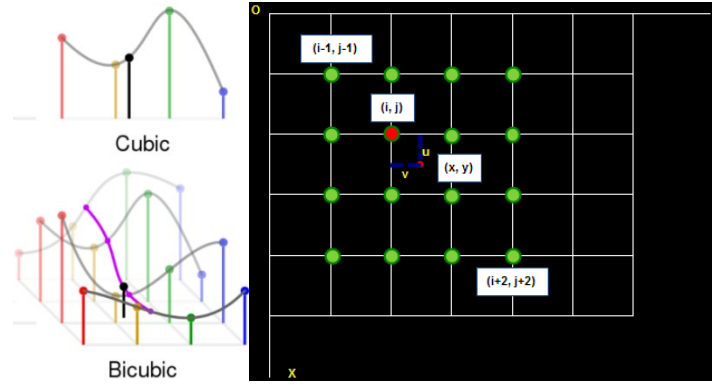 Cubic
Bicubic
O
(i-1, j-1)
(i, j)
u
v
(x, y)
(i+2, j+2)
X